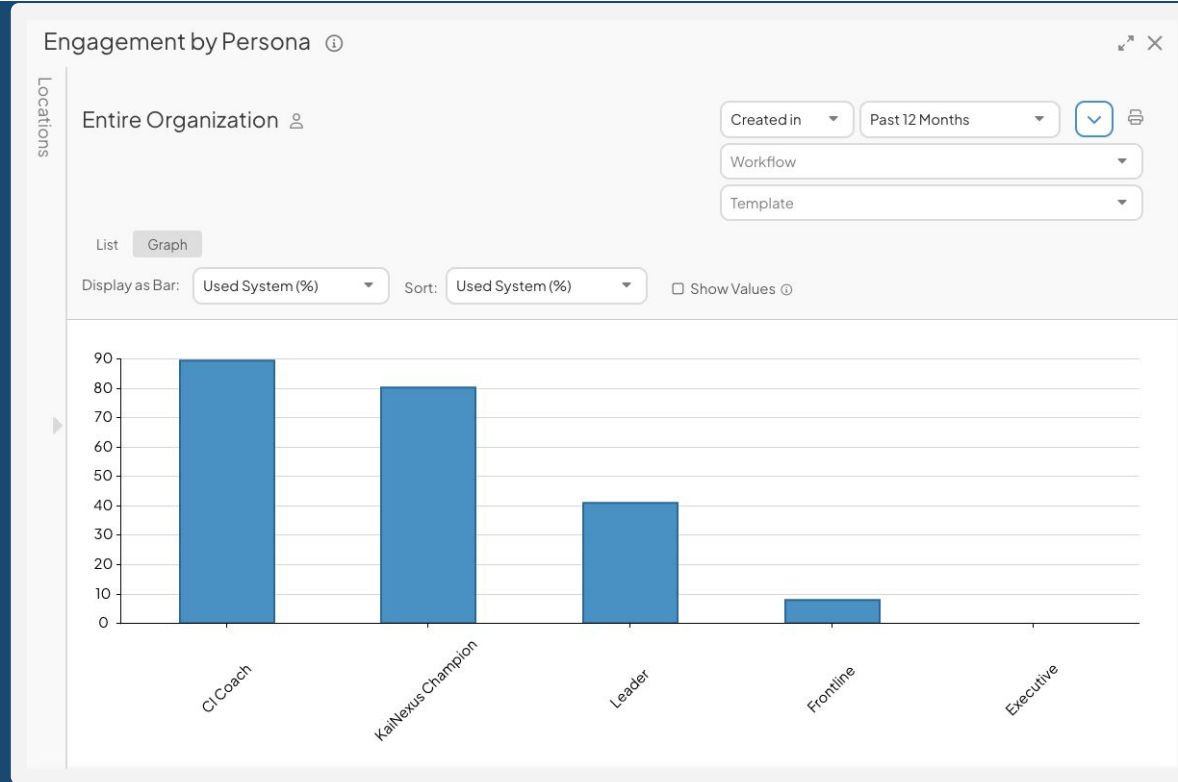 Engagement by Persona
Locations
Entire Organization
Created in
Past 12 Months
Workflow
Template
List
Graph
Display as Bar:
Used System (%)
Sort:
Used System (%)
Show Values
90
80
70
60
50
40
30
20
10
0
CI Coach
KaiNexus Champion
Leader
Frontline
Executive